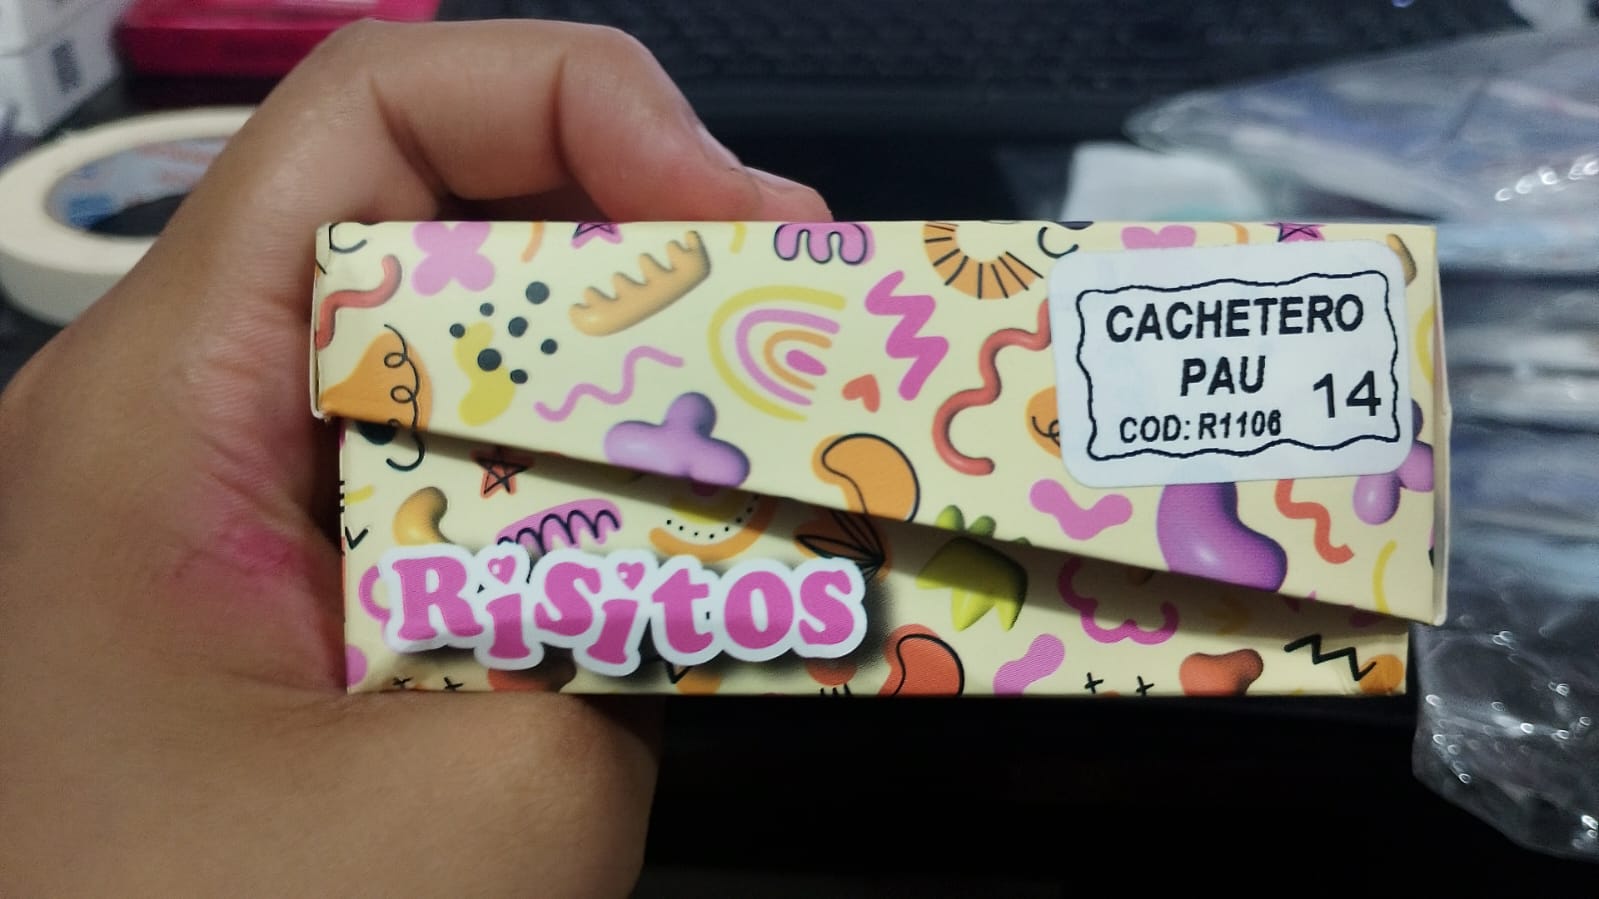 CACHETERO
PAU 14
COD: R1106
Risitos